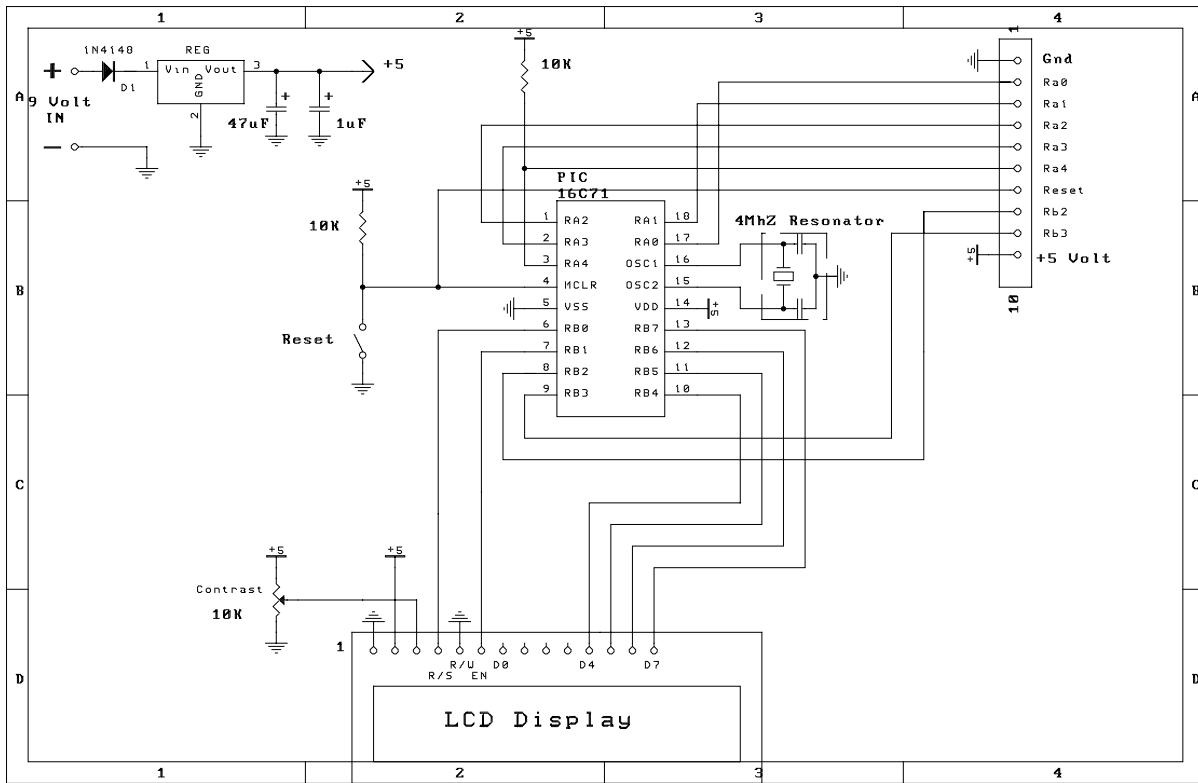 1
2
3
4
A
B
C
D
A
B
C
D
1
2
3
4
1N4148
D1
REG
1
Vin
Vout
3
GND
2
+
9 Volt
IN
−
+
47uF
+
1uF
+5
+5
10K
+5
10K
Reset
PIC
16C71
1 RA2
2 RA3
3 RA4
4 MCLR
5 VSS
6 RB0
7 RB1
8 RB2
9 RB3
RA1 18
RA0 17
OSC1 16
OSC2 15
VDD 14
RB7 13
RB6 12
RB5 11
RB4 10
+5
4MhZ Resonator
1
Gnd
Ra0
Ra1
Ra2
Ra3
Ra4
Reset
Rb2
Rb3
+5 Volt
10
+5
+5
Contrast
10K
+5
1
R/S
R/W
EN
D0
D4
D7
LCD Display